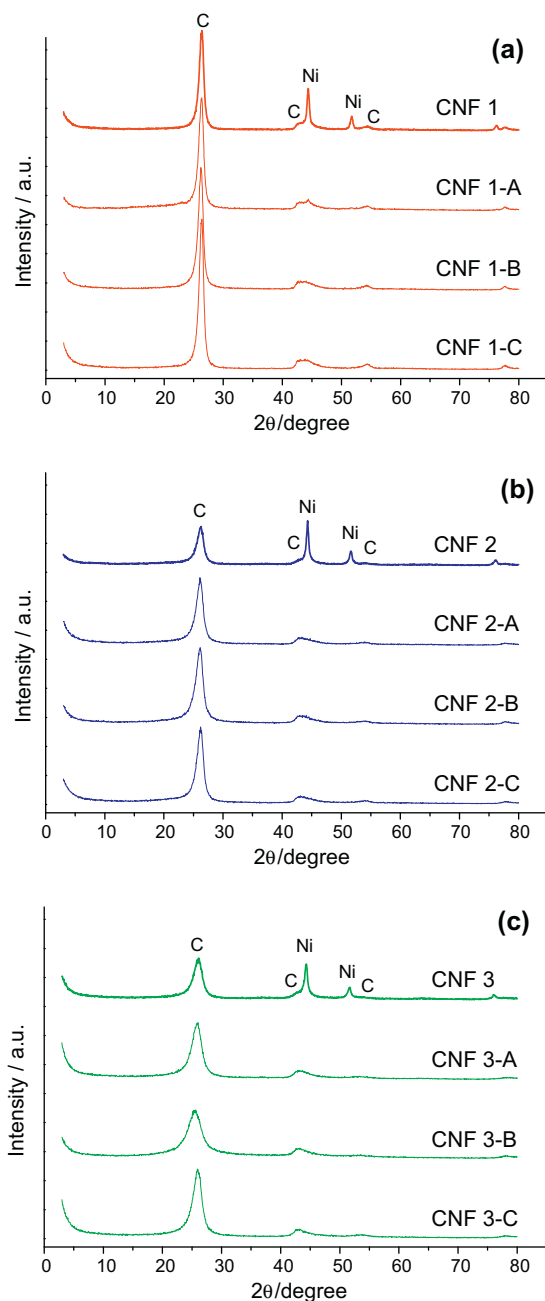 (a)
C
Ni
C
Ni
C
CNF 1
CNF 1-A
CNF 1-B
CNF 1-C
Intensity / a.u.
0 10 20 30 40 50 60 70 80
2θ/degree
(b)
C
Ni
C
Ni
C
CNF 2
CNF 2-A
CNF 2-B
CNF 2-C
Intensity / a.u.
0 10 20 30 40 50 60 70 80
2θ/degree
(c)
C
Ni
C
Ni
C
CNF 3
CNF 3-A
CNF 3-B
CNF 3-C
Intensity / a.u.
0 10 20 30 40 50 60 70 80
2θ/degree